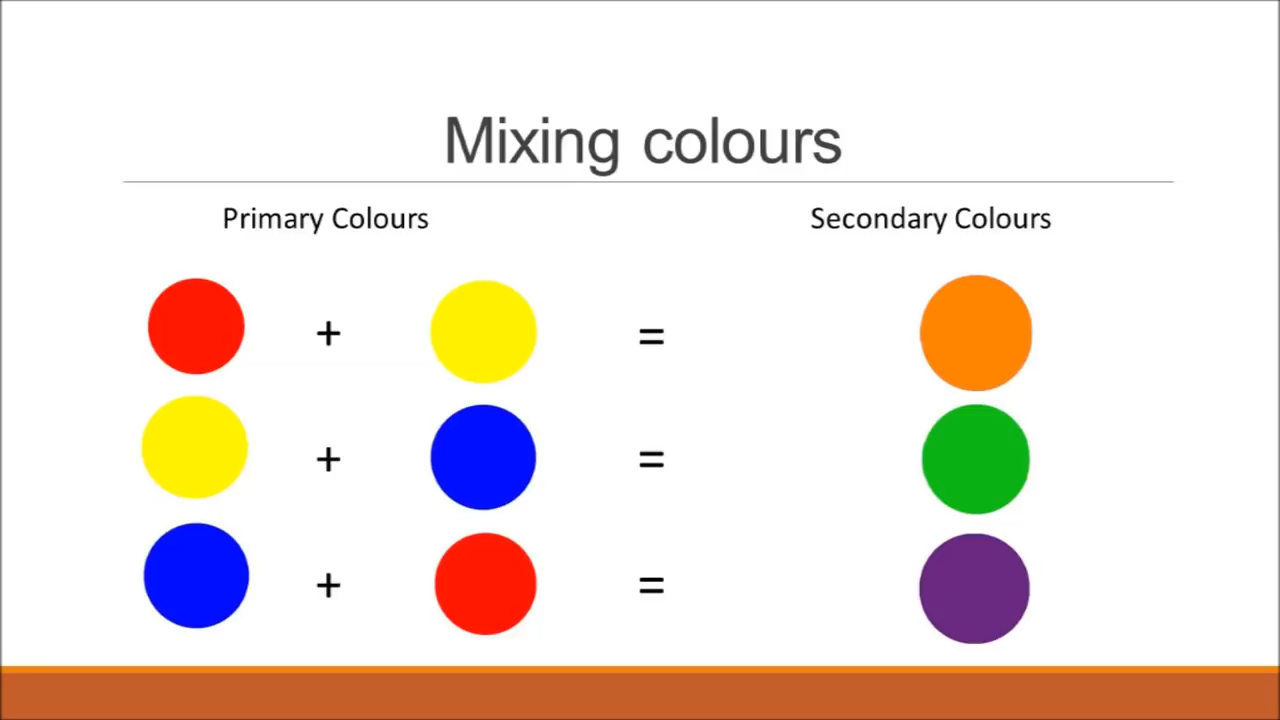 Mixing colours
Primary Colours
Secondary Colours
+ =
+ =
+ =